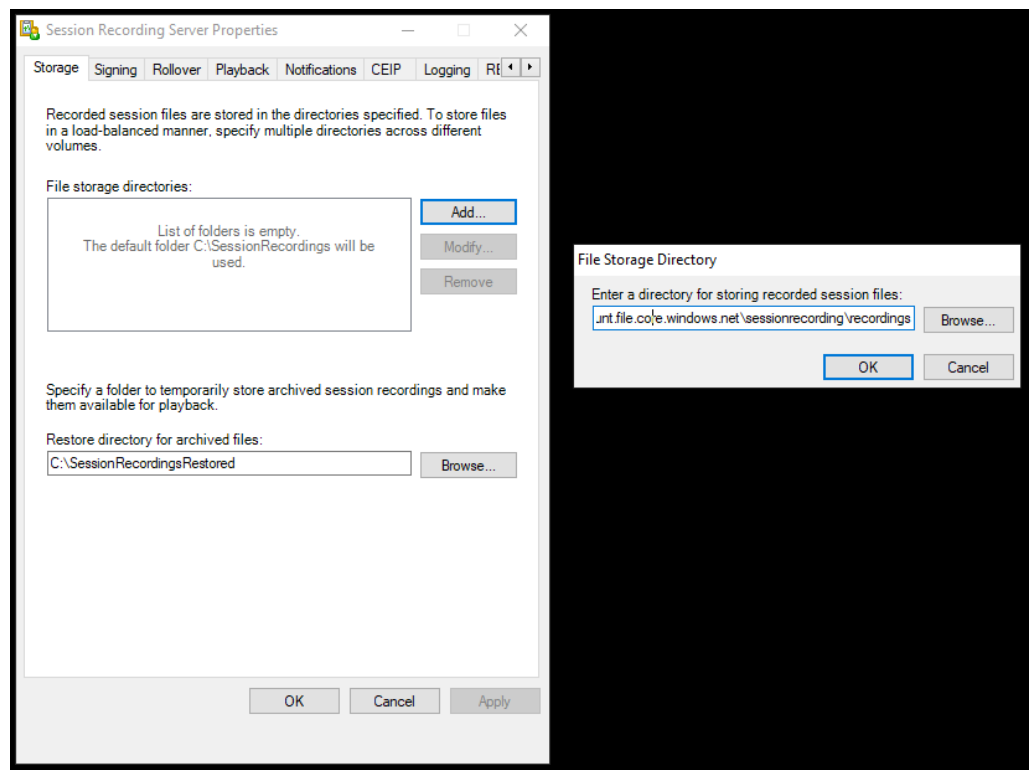 Session Recording Server Properties
Storage Signing Rollover Playback Notifications CEIP Logging
Recorded session files are stored in the directories specified. To store files
in a load-balanced manner, specify multiple directories across different
volumes.
File storage directories:
List of folders is empty.
The default folder C:\SessionRecordings will be
used.
Add...
Modify...
Remove
Specify a folder to temporarily store archived session recordings and make
them available for playback.
Restore directory for archived files:
C:\SessionRecordingsRestored
Browse...
OK Cancel Apply
File Storage Directory
Enter a directory for storing recorded session files:
unt.file.core.windows.net\sessionrecording\recordings
Browse...
OK Cancel